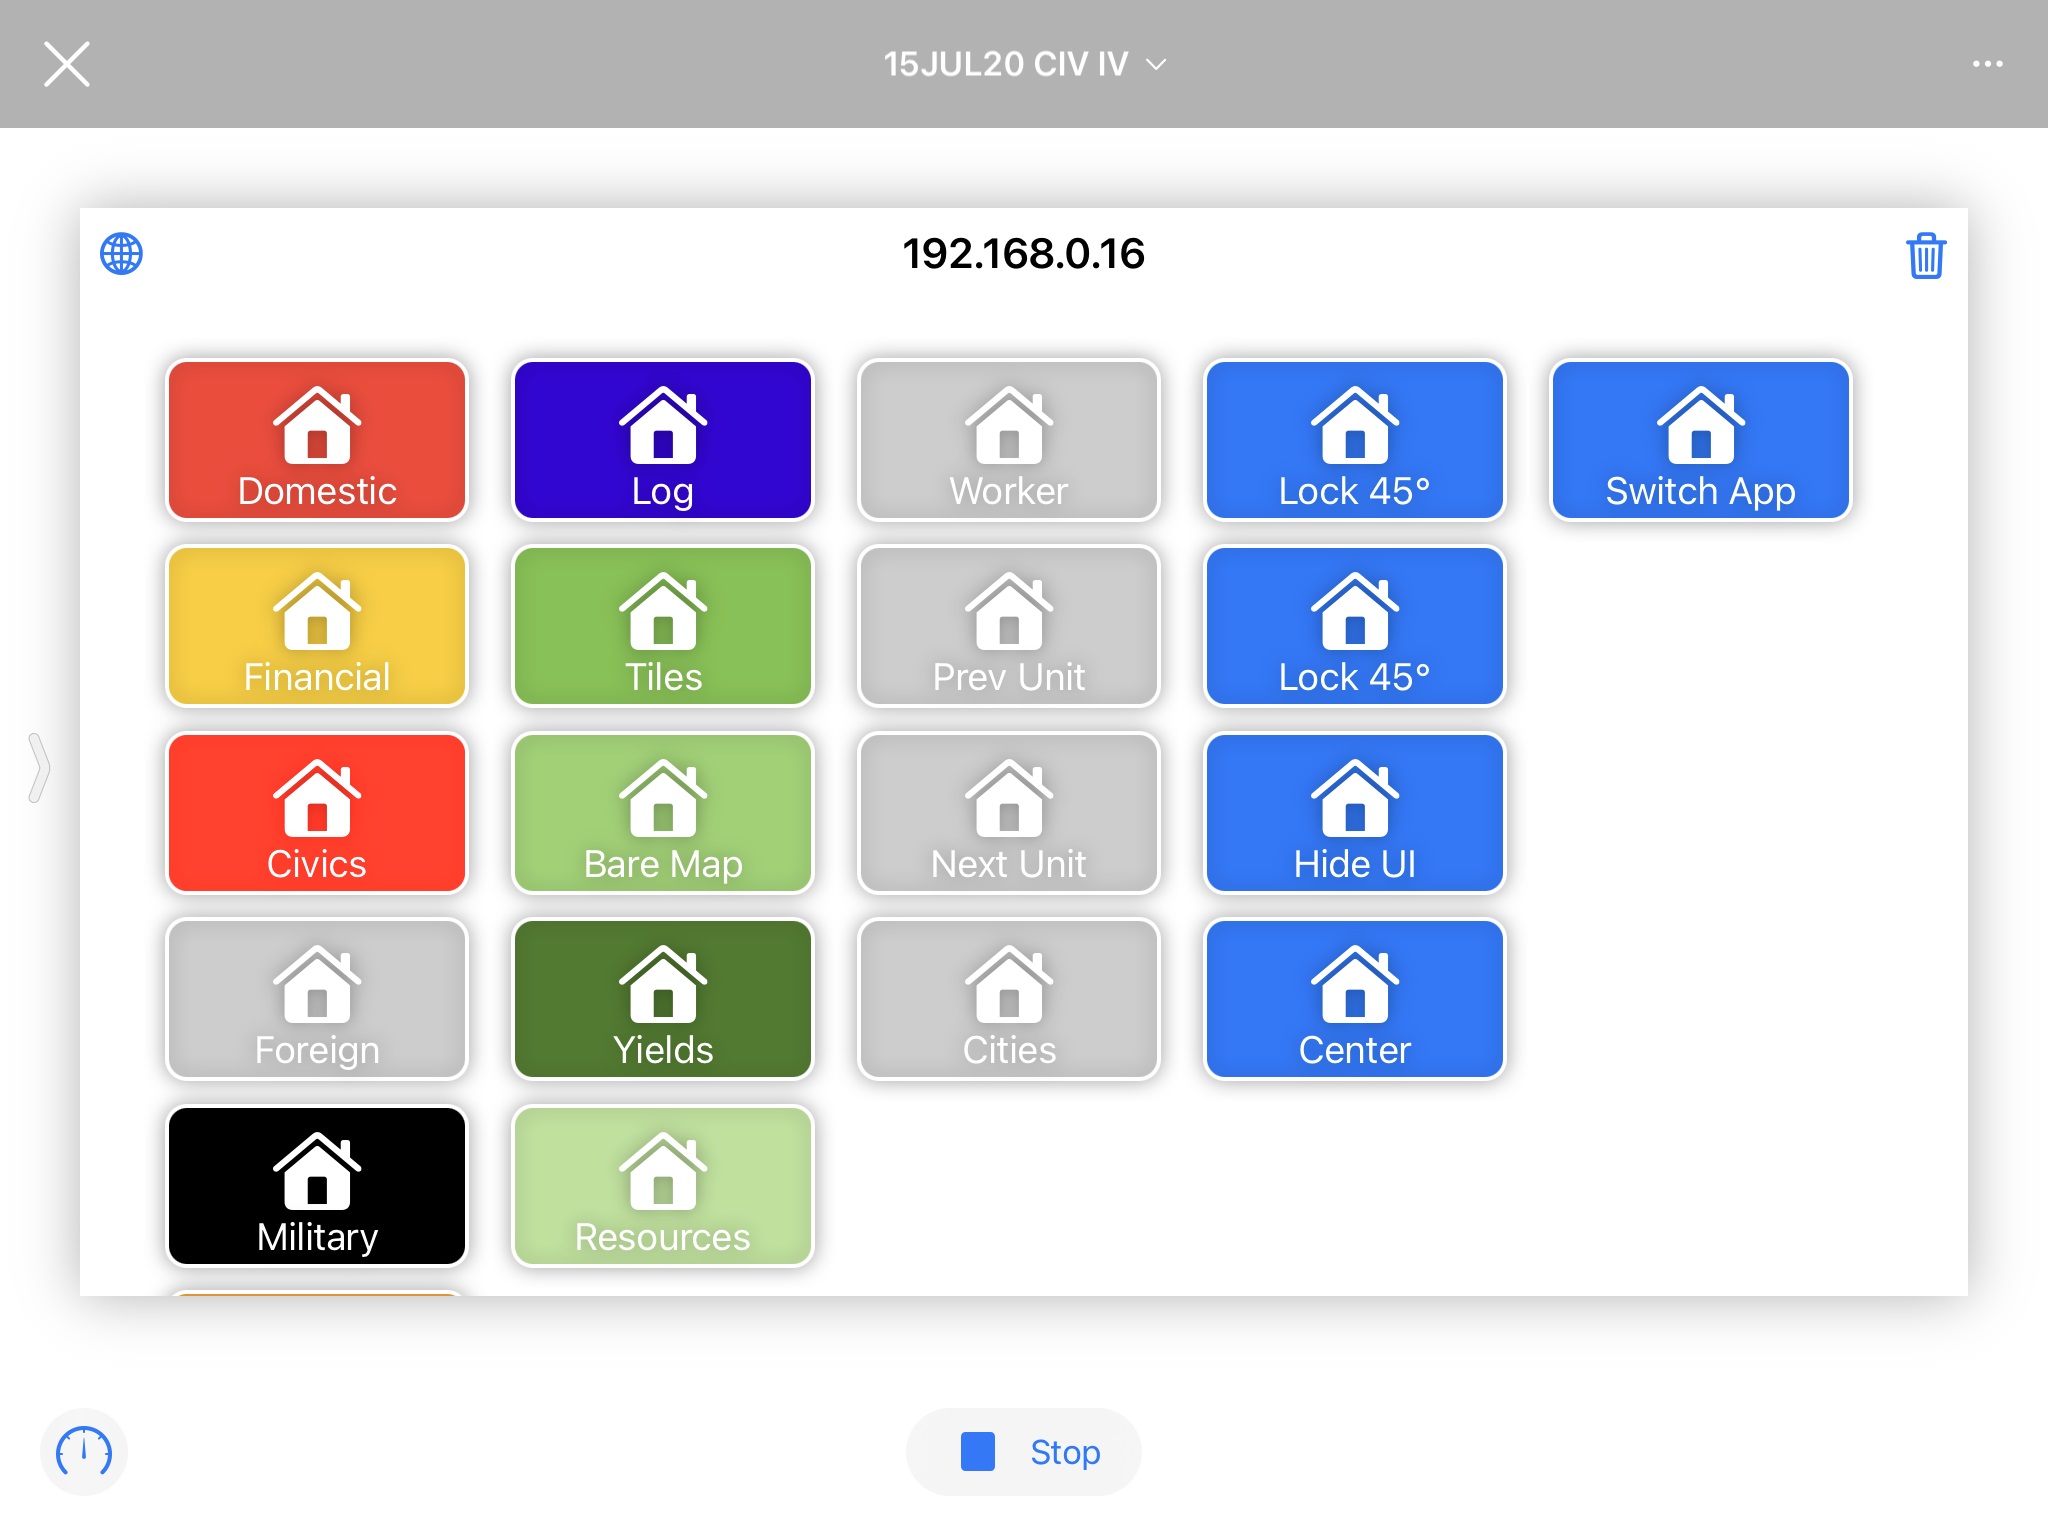 15JUL20 CIV IV
192.168.0.16
Domestic
Log
Worker
Lock 45°
Switch App
Financial
Tiles
Prev Unit
Lock 45°
Civics
Bare Map
Next Unit
Hide UI
Foreign
Yields
Cities
Center
Military
Resources
Stop